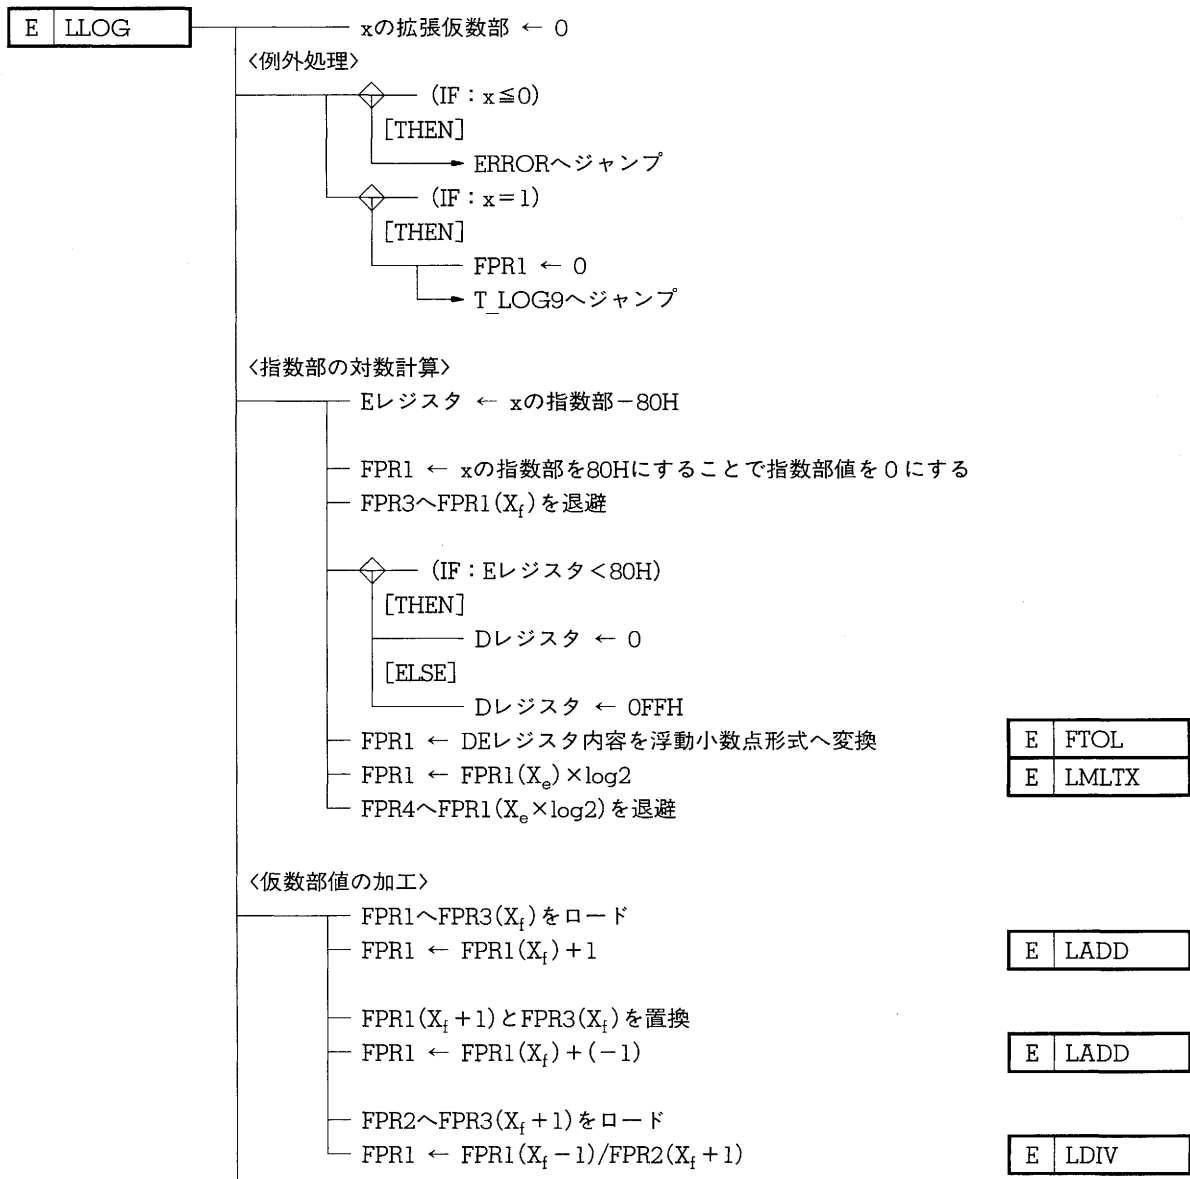 E LLOG
xの拡張仮数部 ← 0
〈例外処理〉
(IF：x≦0)
[THEN]
ERRORへジャンプ
(IF：x=1)
[THEN]
FPR1 ← 0
T_LOG9へジャンプ
〈指数部の対数計算〉
Eレジスタ ← xの指数部－80H
FPR1 ← xの指数部を80Hにすることで指数部値を0にする
FPR3へFPR1(Xf)を退避
(IF：Eレジスタ<80H)
[THEN]
Dレジスタ ← 0
[ELSE]
Dレジスタ ← 0FFH
FPR1 ← DEレジスタ内容を浮動小数点形式へ変換 E FTOL
FPR1 ← FPR1(Xe)×log2 E LMLTX
FPR4へFPR1(Xe×log2)を退避
〈仮数部値の加工〉
FPR1へFPR3(Xf)をロード
FPR1 ← FPR1(Xf)+1 E LADD
FPR1(Xf+1)とFPR3(Xf)を置換
FPR1 ← FPR1(Xf)+(-1) E LADD
FPR2へFPR3(Xf+1)をロード
FPR1 ← FPR1(Xf-1)/FPR2(Xf+1) E LDIV